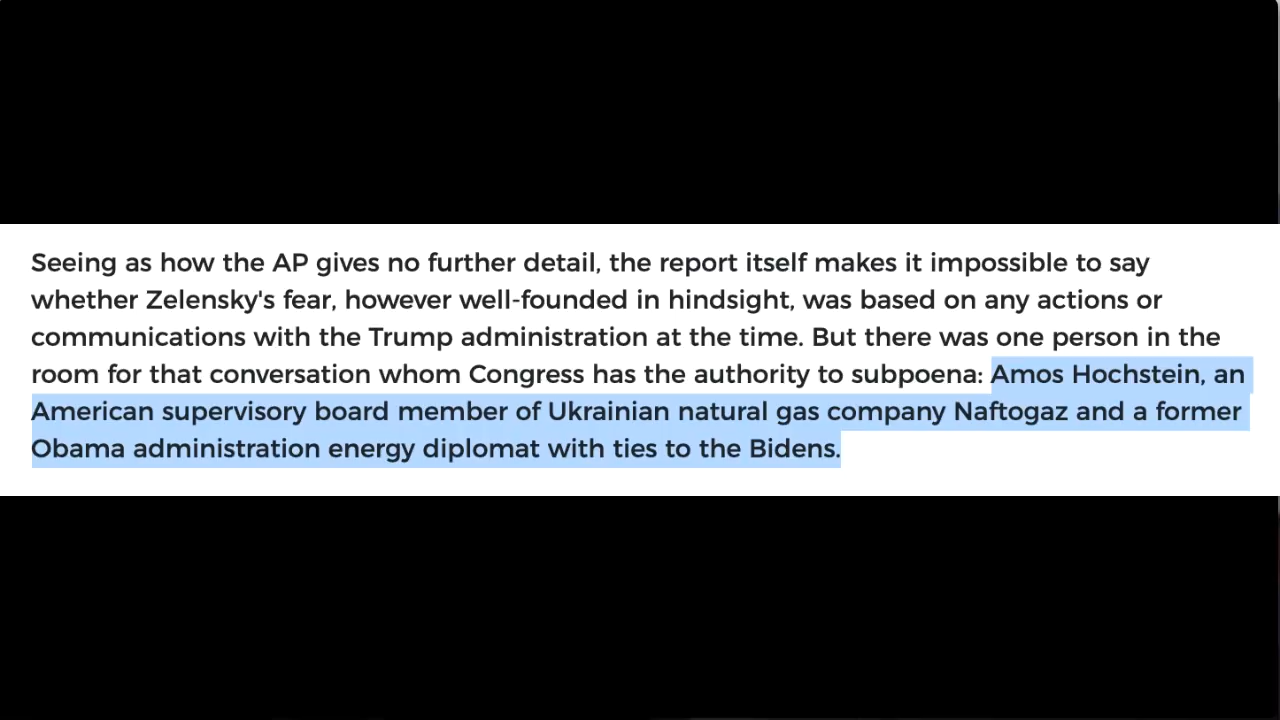 Seeing as how the AP gives no further detail, the report itself makes it impossible to say
whether Zelensky's fear, however well-founded in hindsight, was based on any actions or
communications with the Trump administration at the time. But there was one person in the
room for that conversation whom Congress has the authority to subpoena: Amos Hochstein, an
American supervisory board member of Ukrainian natural gas company Naftogaz and a former
Obama administration energy diplomat with ties to the Bidens.